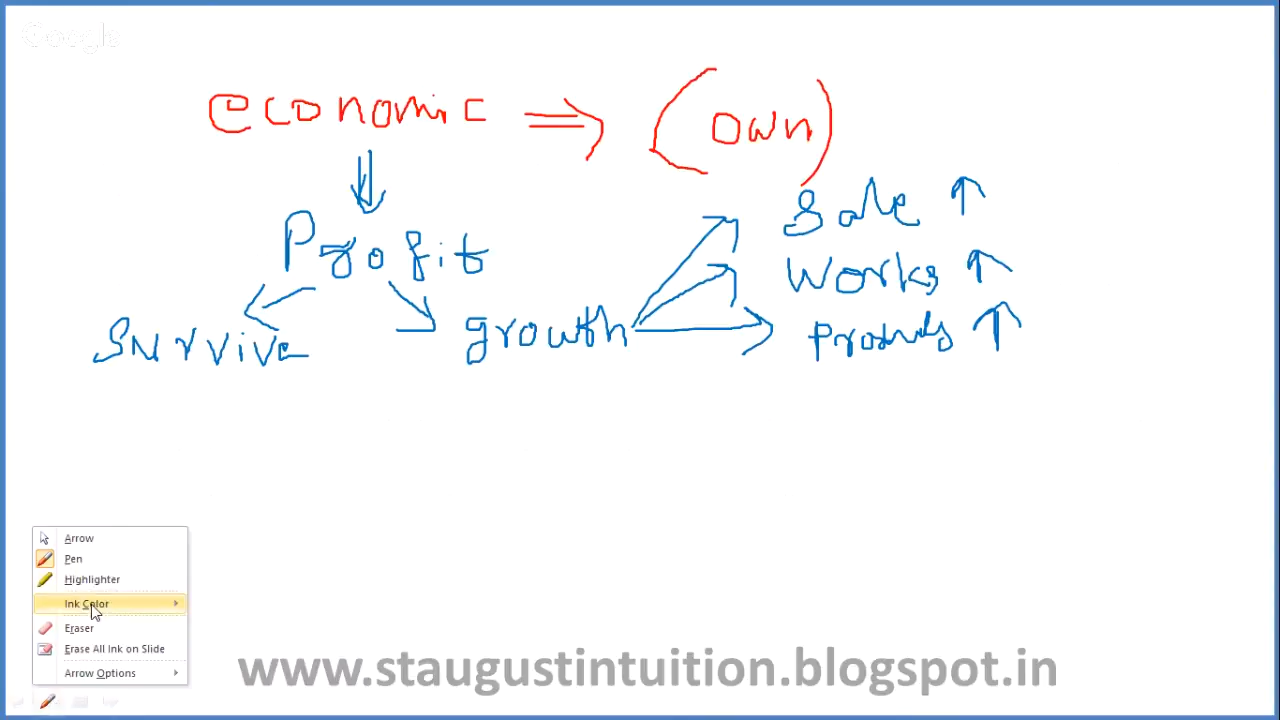 Google
economic ⇒ (own)
Profit
Sale ↑
Works ↑
Survive
growth
Produts ↑
Arrow
Pen
Highlighter
Ink Color
Eraser
Erase All Ink on Slide
Arrow Options
www.staugustintuition.blogspot.in